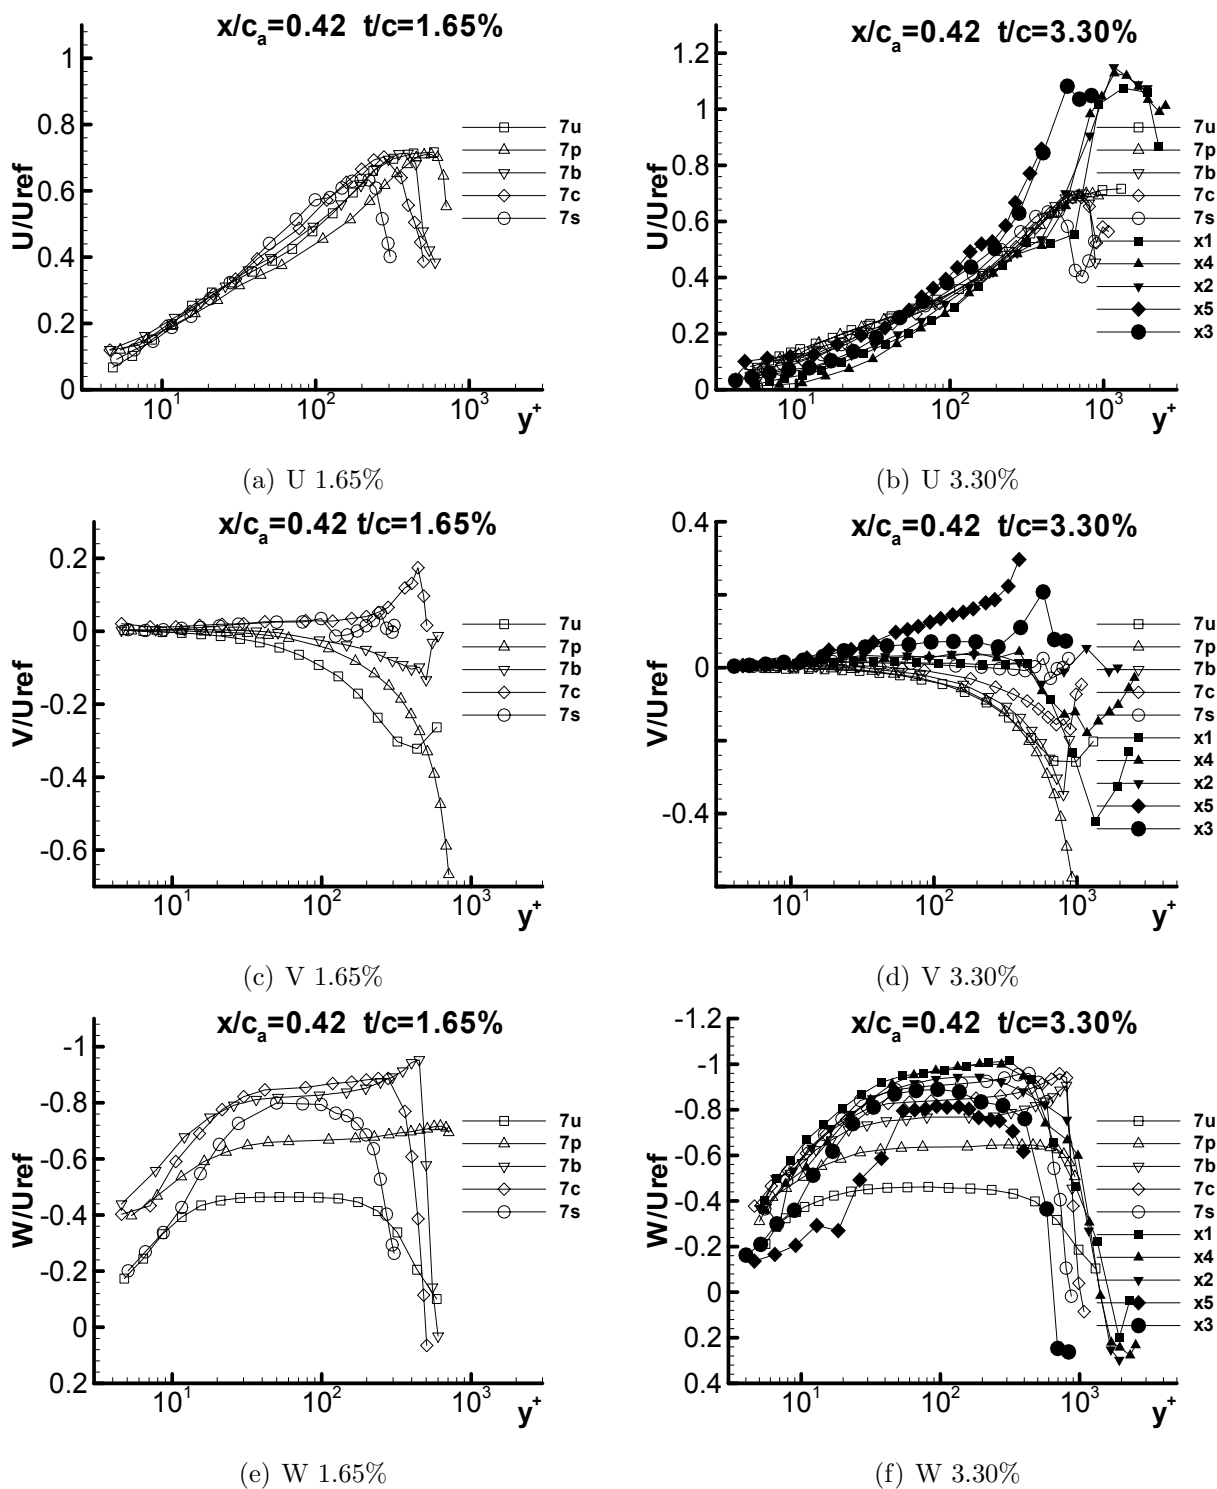 x/ca=0.42 t/c=1.65%
U/Uref
1
0.8
0.6
0.4
0.2
0
10^1
10^2
10^3
y+
7u
7p
7b
7c
7s
(a) U 1.65%
x/ca=0.42 t/c=3.30%
U/Uref
1.2
1
0.8
0.6
0.4
0.2
0
10^1
10^2
10^3
y+
7u
7p
7b
7c
7s
x1
x4
x2
x5
x3
(b) U 3.30%
x/ca=0.42 t/c=1.65%
V/Uref
0.2
0
-0.2
-0.4
-0.6
10^1
10^2
10^3
y+
7u
7p
7b
7c
7s
(c) V 1.65%
x/ca=0.42 t/c=3.30%
V/Uref
0.4
0
-0.4
10^1
10^2
10^3
y+
7u
7p
7b
7c
7s
x1
x4
x2
x5
x3
(d) V 3.30%
x/ca=0.42 t/c=1.65%
W/Uref
-1
-0.8
-0.6
-0.4
-0.2
0
0.2
10^1
10^2
10^3
y+
7u
7p
7b
7c
7s
(e) W 1.65%
x/ca=0.42 t/c=3.30%
W/Uref
-1.2
-1
-0.8
-0.6
-0.4
-0.2
0
0.2
0.4
10^1
10^2
10^3
y+
7u
7p
7b
7c
7s
x1
x4
x2
x5
x3
(f) W 3.30%